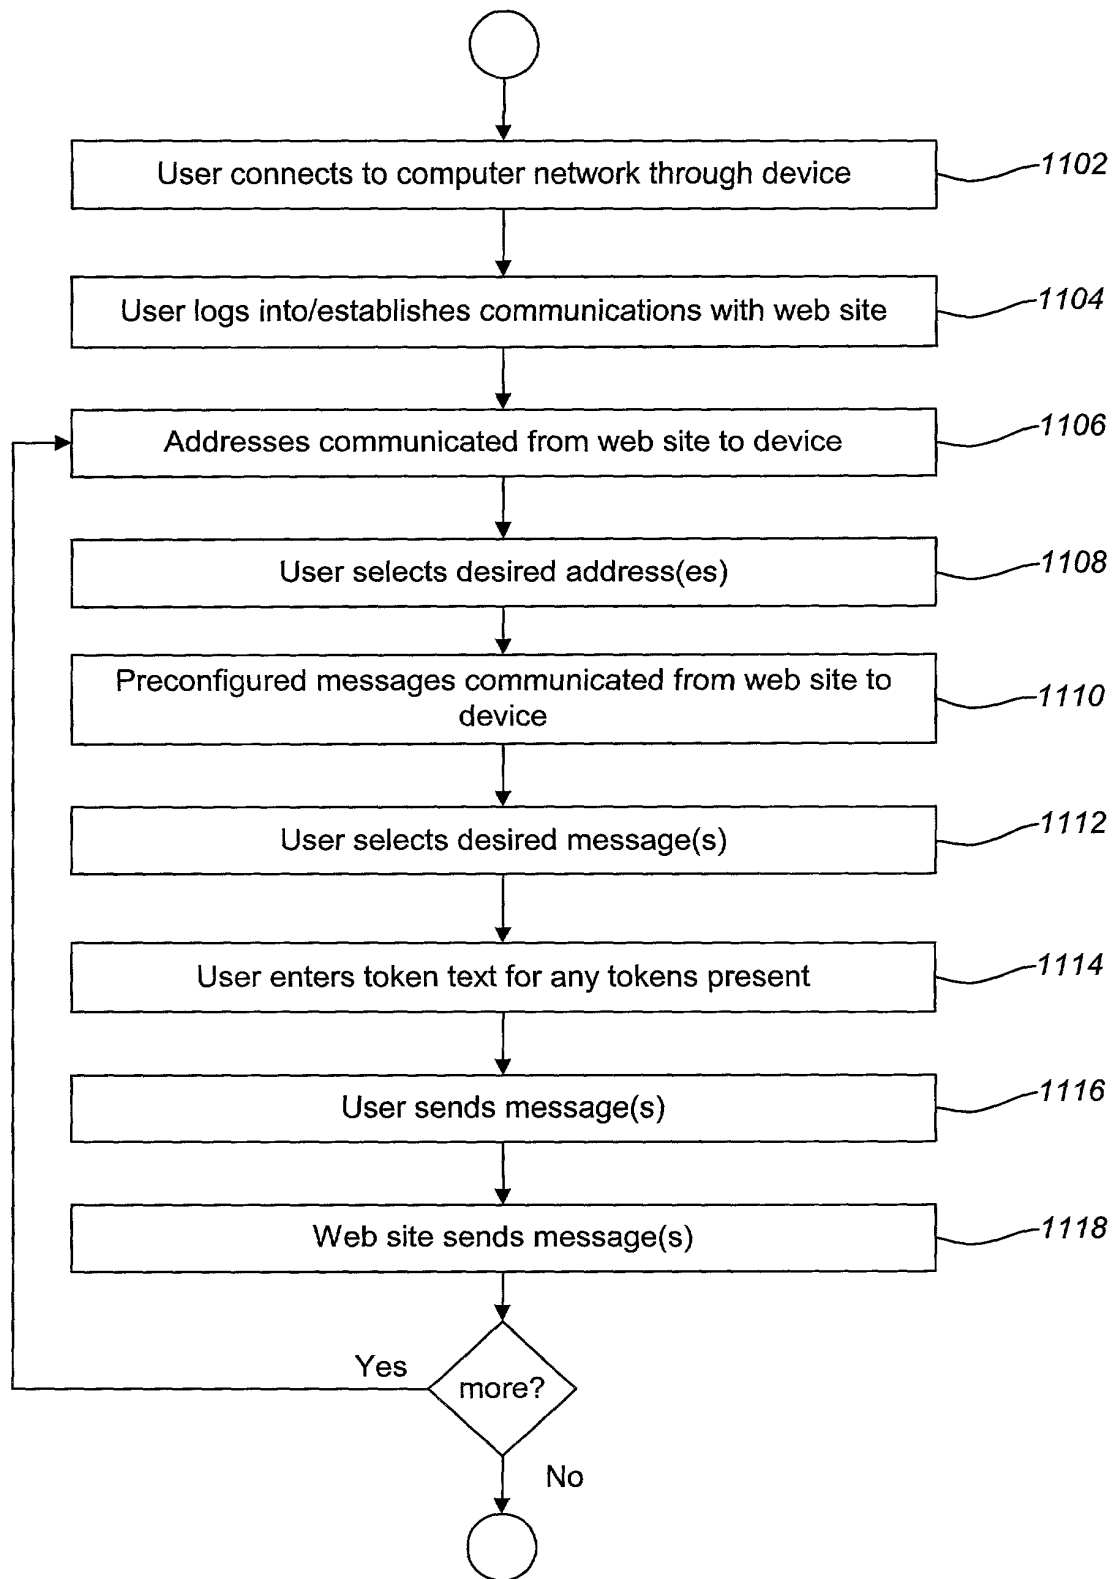 User connects to computer network through device
1102
User logs into/establishes communications with web site
1104
Addresses communicated from web site to device
1106
User selects desired address(es)
1108
Preconfigured messages communicated from web site to
device
1110
User selects desired message(s)
1112
User enters token text for any tokens present
1114
User sends message(s)
1116
Web site sends message(s)
1118
Yes
more?
No